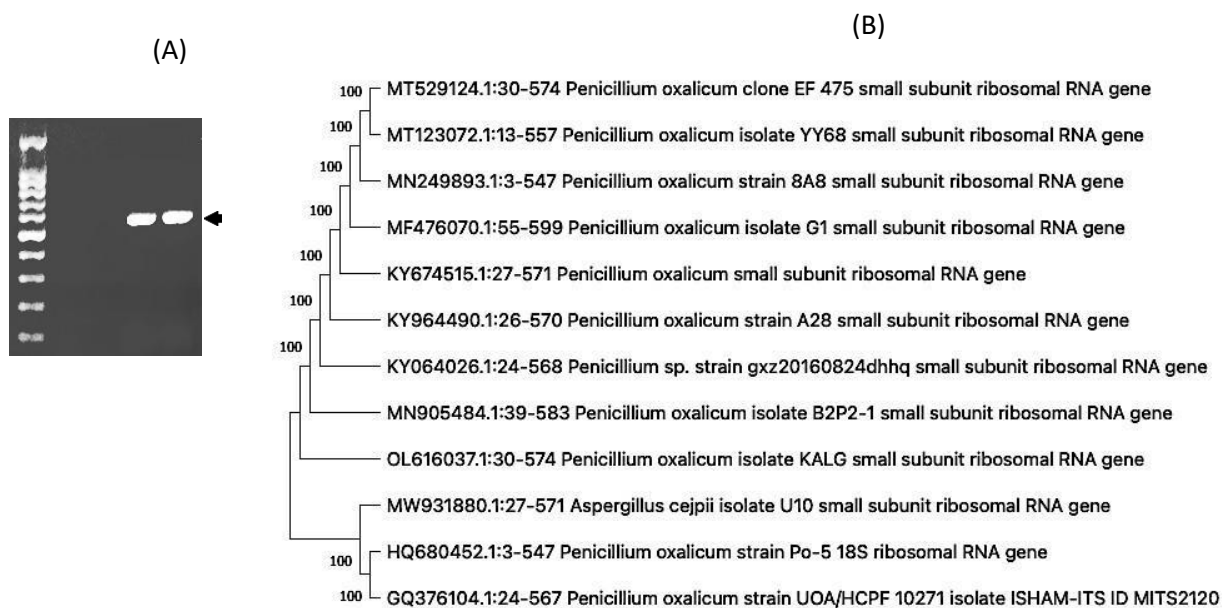 (A)
(B)
100
MT529124.1:30-574 Penicillium oxalicum clone EF 475 small subunit ribosomal RNA gene
100
MT123072.1:13-557 Penicillium oxalicum isolate YY68 small subunit ribosomal RNA gene
100
MN249893.1:3-547 Penicillium oxalicum strain 8A8 small subunit ribosomal RNA gene
100
MF476070.1:55-599 Penicillium oxalicum isolate G1 small subunit ribosomal RNA gene
100
KY674515.1:27-571 Penicillium oxalicum small subunit ribosomal RNA gene
100
KY964490.1:26-570 Penicillium oxalicum strain A28 small subunit ribosomal RNA gene
100
KY064026.1:24-568 Penicillium sp. strain gxz20160824dhhq small subunit ribosomal RNA gene
MN905484.1:39-583 Penicillium oxalicum isolate B2P2-1 small subunit ribosomal RNA gene
OL616037.1:30-574 Penicillium oxalicum isolate KALG small subunit ribosomal RNA gene
MW931880.1:27-571 Aspergillus cejpii isolate U10 small subunit ribosomal RNA gene
HQ680452.1:3-547 Penicillium oxalicum strain Po-5 18S ribosomal RNA gene
100
100
GQ376104.1:24-567 Penicillium oxalicum strain UOA/HCPF 10271 isolate ISHAM-ITS ID MITS2120